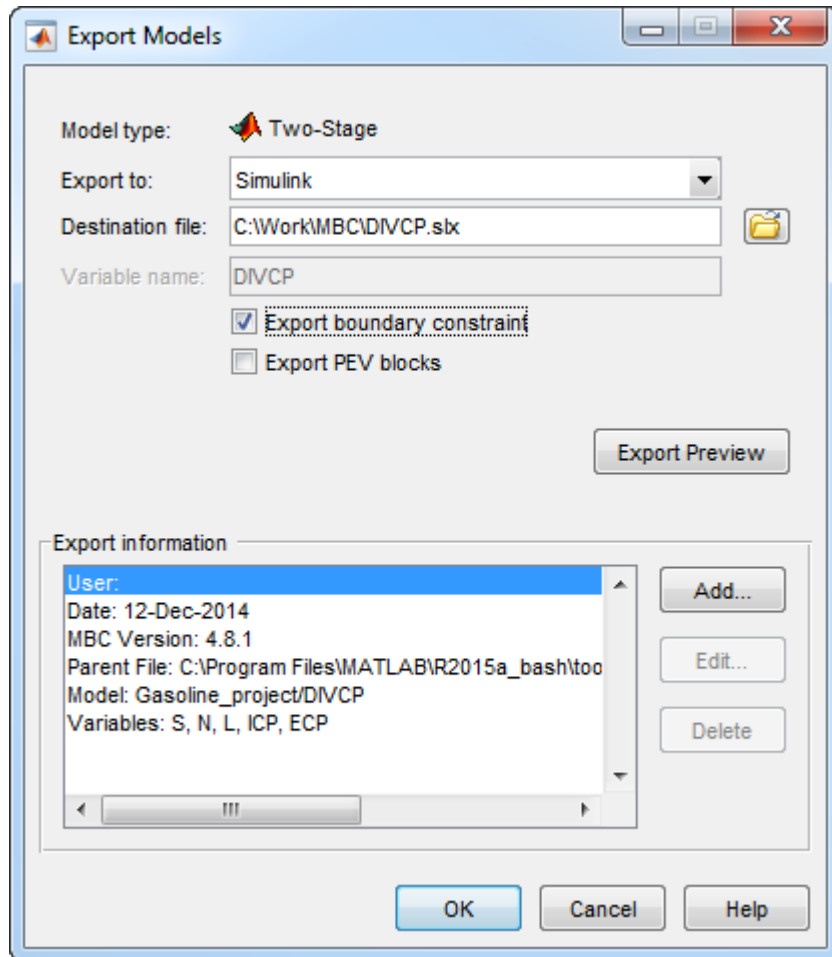 Export Models
Model type: Two-Stage
Export to: Simulink
Destination file: C:\Work\MBC\DIVCP.slx
Variable name: DIVCP
Export boundary constraint
Export PEV blocks
Export Preview
Export information
User:
Date: 12-Dec-2014
MBC Version: 4.8.1
Parent File: C:\Program Files\MATLAB\R2015a_bash\too
Model: Gasoline_project/DIVCP
Variables: S, N, L, ICP, ECP
Add...
Edit...
Delete
OK Cancel Help